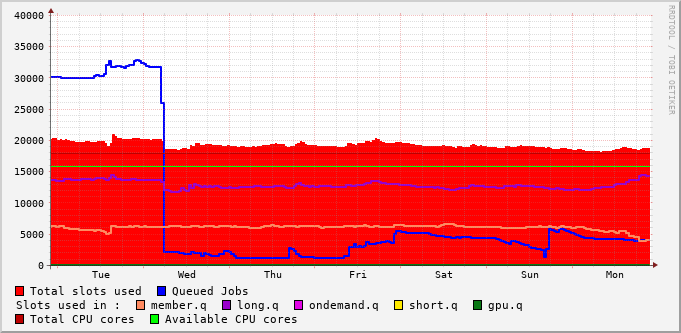 RRDTOOL / TOBI OETIKER
40000
35000
30000
25000
20000
15000
10000
5000
0
Tue Wed Thu Fri Sat Sun Mon
Total slots used Queued Jobs
Slots used in : member.q long.q ondemand.q short.q gpu.q
Total CPU cores Available CPU cores